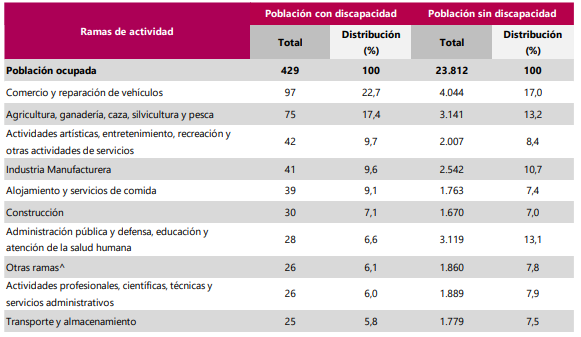 Ramas de actividad Población con discapacidad Población sin discapacidad
Total Distribución (%) Total Distribución (%)
Población ocupada 429 100 23.812 100
Comercio y reparación de vehículos 97 22,7 4.044 17,0
Agricultura, ganadería, caza, silvicultura y pesca 75 17,4 3.141 13,2
Actividades artísticas, entretenimiento, recreación y
otras actividades de servicios 42 9,7 2.007 8,4
Industria Manufacturera 41 9,6 2.542 10,7
Alojamiento y servicios de comida 39 9,1 1.763 7,4
Construcción 30 7,1 1.670 7,0
Administración pública y defensa, educación y
atención de la salud humana 28 6,6 3.119 13,1
Otras ramas^ 26 6,1 1.860 7,8
Actividades profesionales, científicas, técnicas y
servicios administrativos 26 6,0 1.889 7,9
Transporte y almacenamiento 25 5,8 1.779 7,5